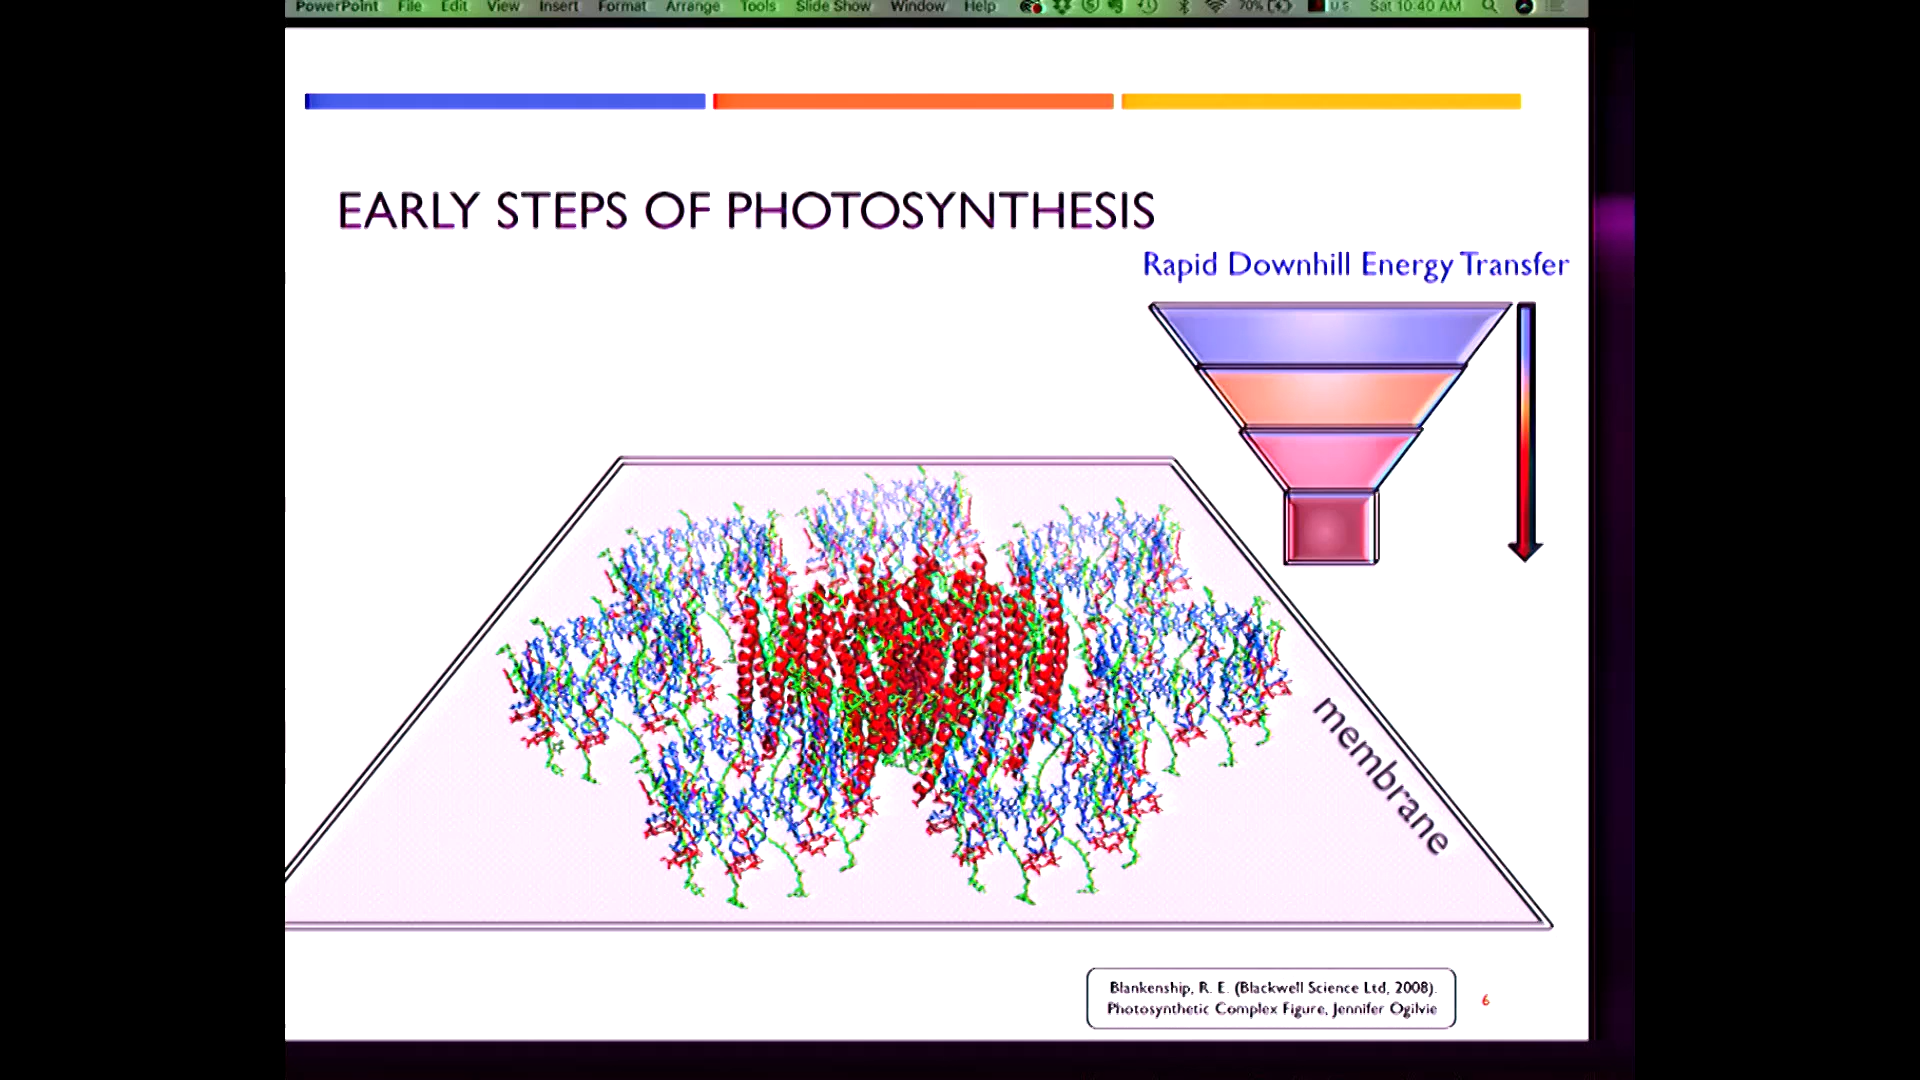 PowerPoint File Edit View Insert Format Arrange Tools Slide Show Window Help 70% U.S. Sat 10:40 AM
EARLY STEPS OF PHOTOSYNTHESIS
Rapid Downhill Energy Transfer
membrane
Blankenship, R. E. (Blackwell Science Ltd, 2008).
Photosynthetic Complex Figure, Jennifer Ogilvie
6